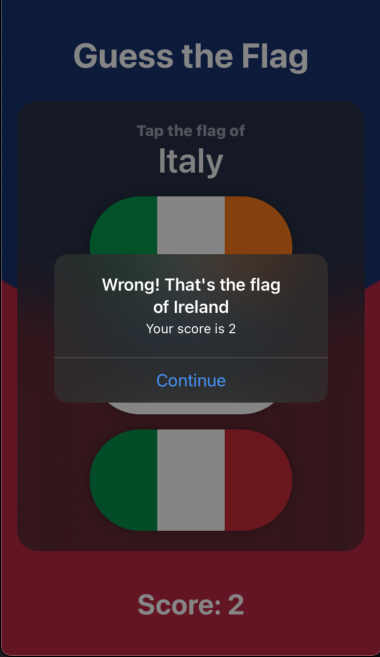 Guess the Flag
Tap the flag of
Italy
Wrong! That's the flag
of Ireland
Your score is 2
Continue
Score: 2